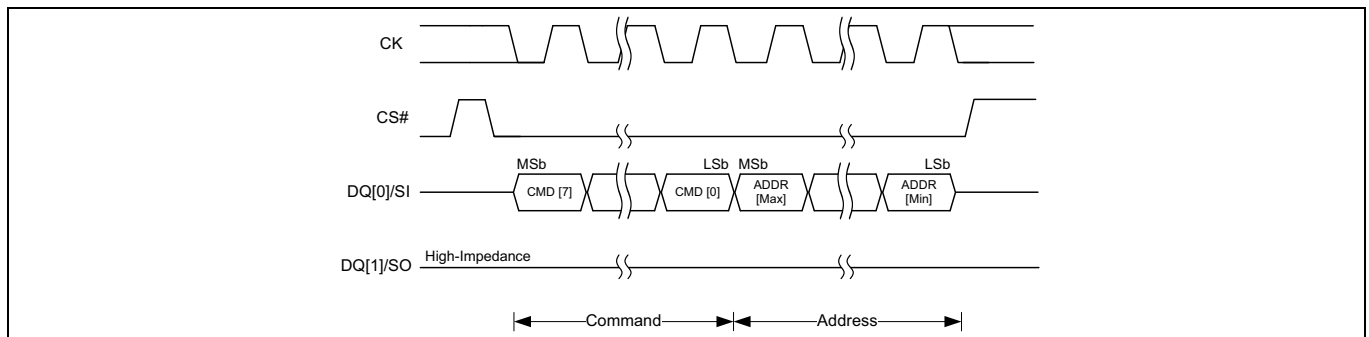 CK
CS#
MSb LSb MSb LSb
DQ[0]/SI CMD [7] CMD [0] ADDR [Max] ADDR [Min]
High-Impedance
DQ[1]/SO
Command Address